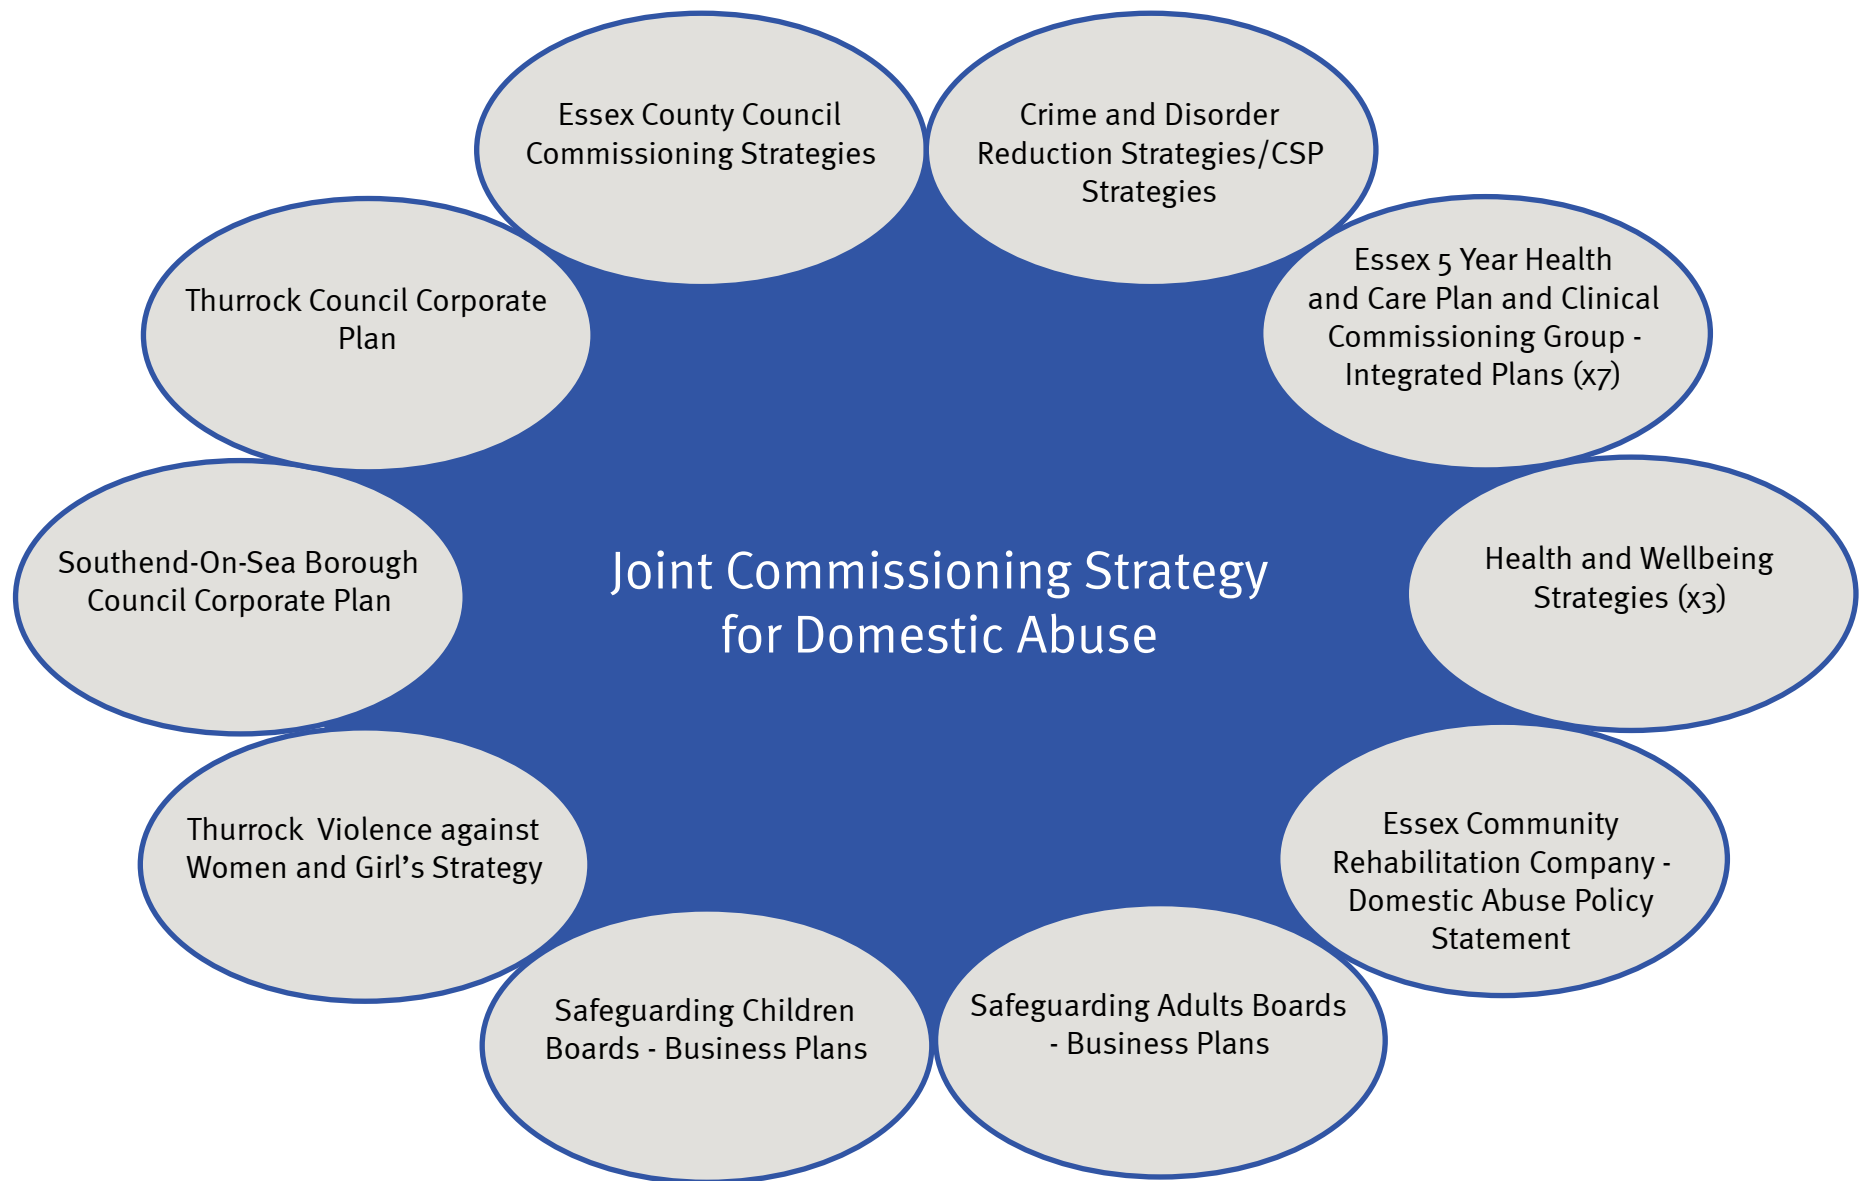 Essex County Council
Commissioning Strategies
Crime and Disorder
Reduction Strategies/CSP
Strategies
Thurrock Council Corporate
Plan
Essex 5 Year Health
and Care Plan and Clinical
Commissioning Group -
Integrated Plans (x7)
Southend-On-Sea Borough
Council Corporate Plan
Joint Commissioning Strategy
for Domestic Abuse
Health and Wellbeing
Strategies (x3)
Thurrock  Violence against
Women and Girl’s Strategy
Essex Community
Rehabilitation Company -
Domestic Abuse Policy
Statement
Safeguarding Children
Boards - Business Plans
Safeguarding Adults Boards
- Business Plans